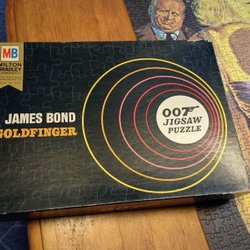 MB
MILTON
BRADLEY
JAMES BOND
GOLDFINGER
007
JIGSAW
PUZZLE